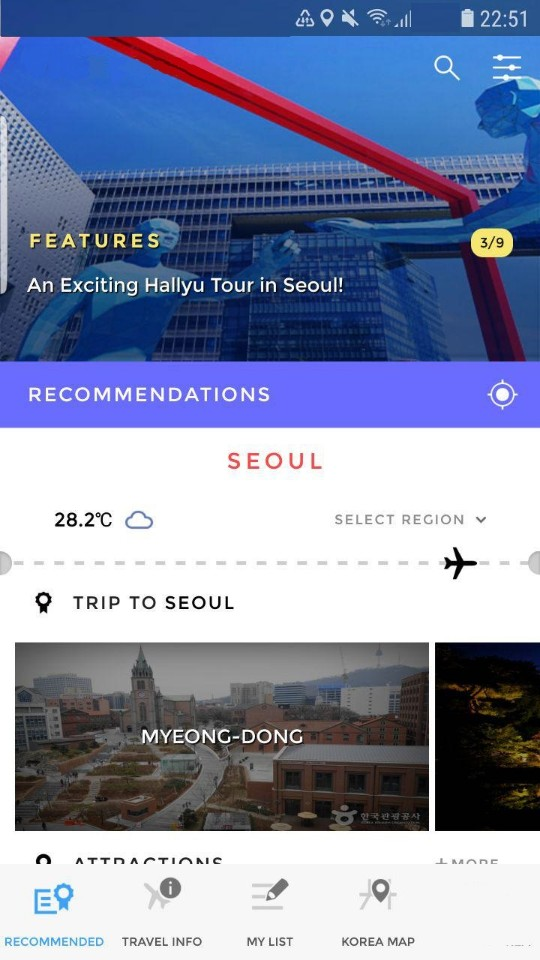 22:51
FEATURES
3/9
An Exciting Hallyu Tour in Seoul!
RECOMMENDATIONS
SEOUL
28.2℃
SELECT REGION
TRIP TO SEOUL
MYEONG-DONG
한국관광공사
ATTRACTIONS
+MORE
RECOMMENDED
TRAVEL INFO
MY LIST
KOREA MAP